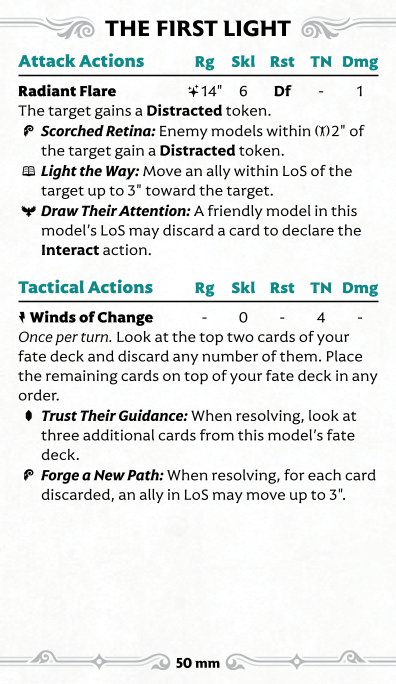 THE FIRST LIGHT
Attack Actions Rg Skl Rst TN Dmg
Radiant Flare 14" 6 Df - 1
The target gains a Distracted token.
Scorched Retina: Enemy models within 2" of
the target gain a Distracted token.
Light the Way: Move an ally within LoS of the
target up to 3" toward the target.
Draw Their Attention: A friendly model in this
model's LoS may discard a card to declare the
Interact action.
Tactical Actions Rg Skl Rst TN Dmg
Winds of Change - 0 - 4 -
Once per turn. Look at the top two cards of your
fate deck and discard any number of them. Place
the remaining cards on top of your fate deck in any
order.
Trust Their Guidance: When resolving, look at
three additional cards from this model's fate
deck.
Forge a New Path: When resolving, for each card
discarded, an ally in LoS may move up to 3".
50 mm